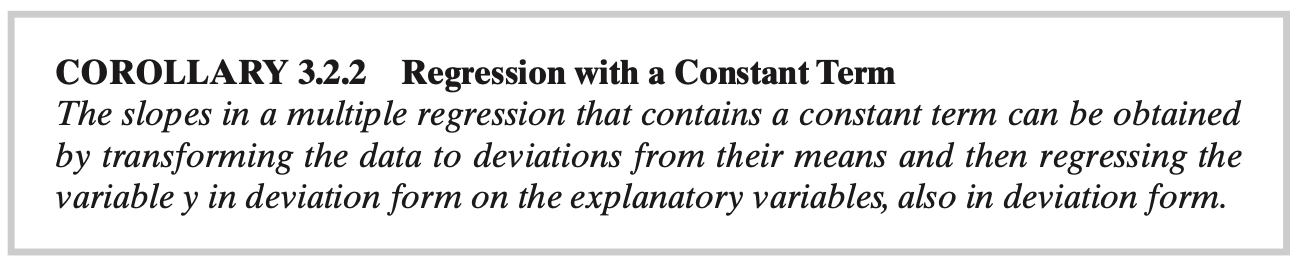 COROLLARY 3.2.2 Regression with a Constant Term
The slopes in a multiple regression that contains a constant term can be obtained
by transforming the data to deviations from their means and then regressing the
variable y in deviation form on the explanatory variables, also in deviation form.